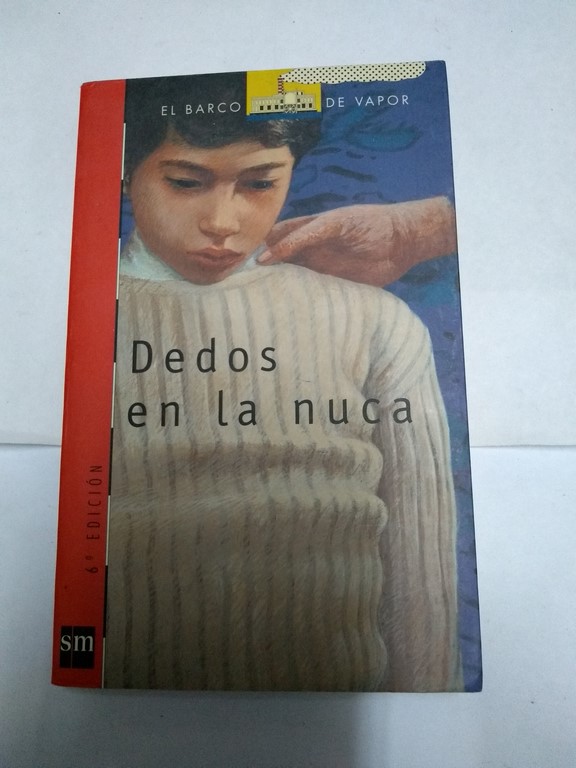 EL BARCO DE VAPOR
Dedos
en la nuca
6ª EDICIÓN
sm